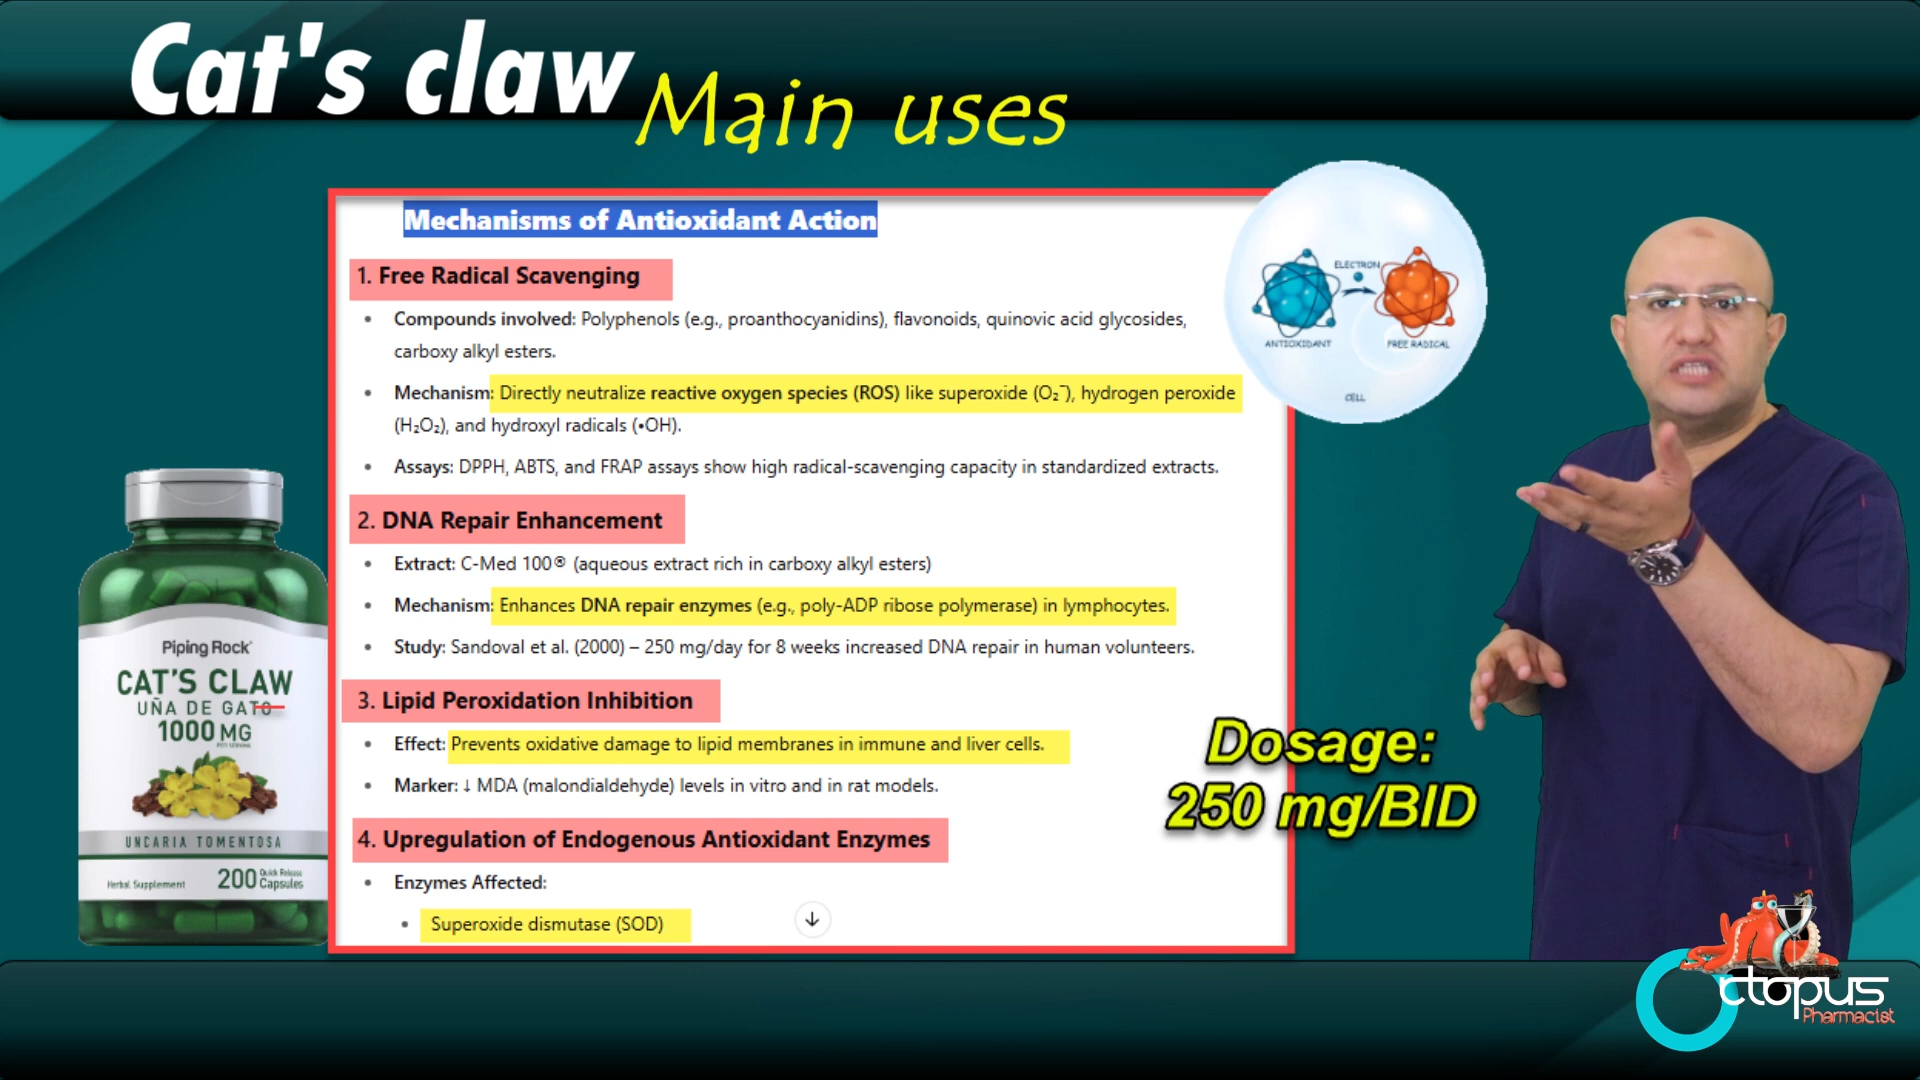 Cat's claw Main uses
Mechanisms of Antioxidant Action
1. Free Radical Scavenging
• Compounds involved: Polyphenols (e.g., proanthocyanidins), flavonoids, quinovic acid glycosides,
carboxy alkyl esters.
• Mechanism: Directly neutralize reactive oxygen species (ROS) like superoxide (O₂⁻), hydrogen peroxide
(H₂O₂), and hydroxyl radicals (•OH).
• Assays: DPPH, ABTS, and FRAP assays show high radical-scavenging capacity in standardized extracts.
2. DNA Repair Enhancement
• Extract: C-Med 100® (aqueous extract rich in carboxy alkyl esters)
• Mechanism: Enhances DNA repair enzymes (e.g., poly-ADP ribose polymerase) in lymphocytes.
• Study: Sandoval et al. (2000) – 250 mg/day for 8 weeks increased DNA repair in human volunteers.
3. Lipid Peroxidation Inhibition
• Effect: Prevents oxidative damage to lipid membranes in immune and liver cells.
• Marker: ↓ MDA (malondialdehyde) levels in vitro and in rat models.
4. Upregulation of Endogenous Antioxidant Enzymes
• Enzymes Affected:
• Superoxide dismutase (SOD)
ELECTRON
ANTIOXIDANT
FREE RADICAL
CELL
Dosage:
250 mg/BID
Piping Rock
CAT'S CLAW
UÑA DE GATO
1000 MG
PER SERVING
UNCARIA TOMENTOSA
Herbal Supplement
200 Quick Release
Capsules
Octopus
Pharmacist